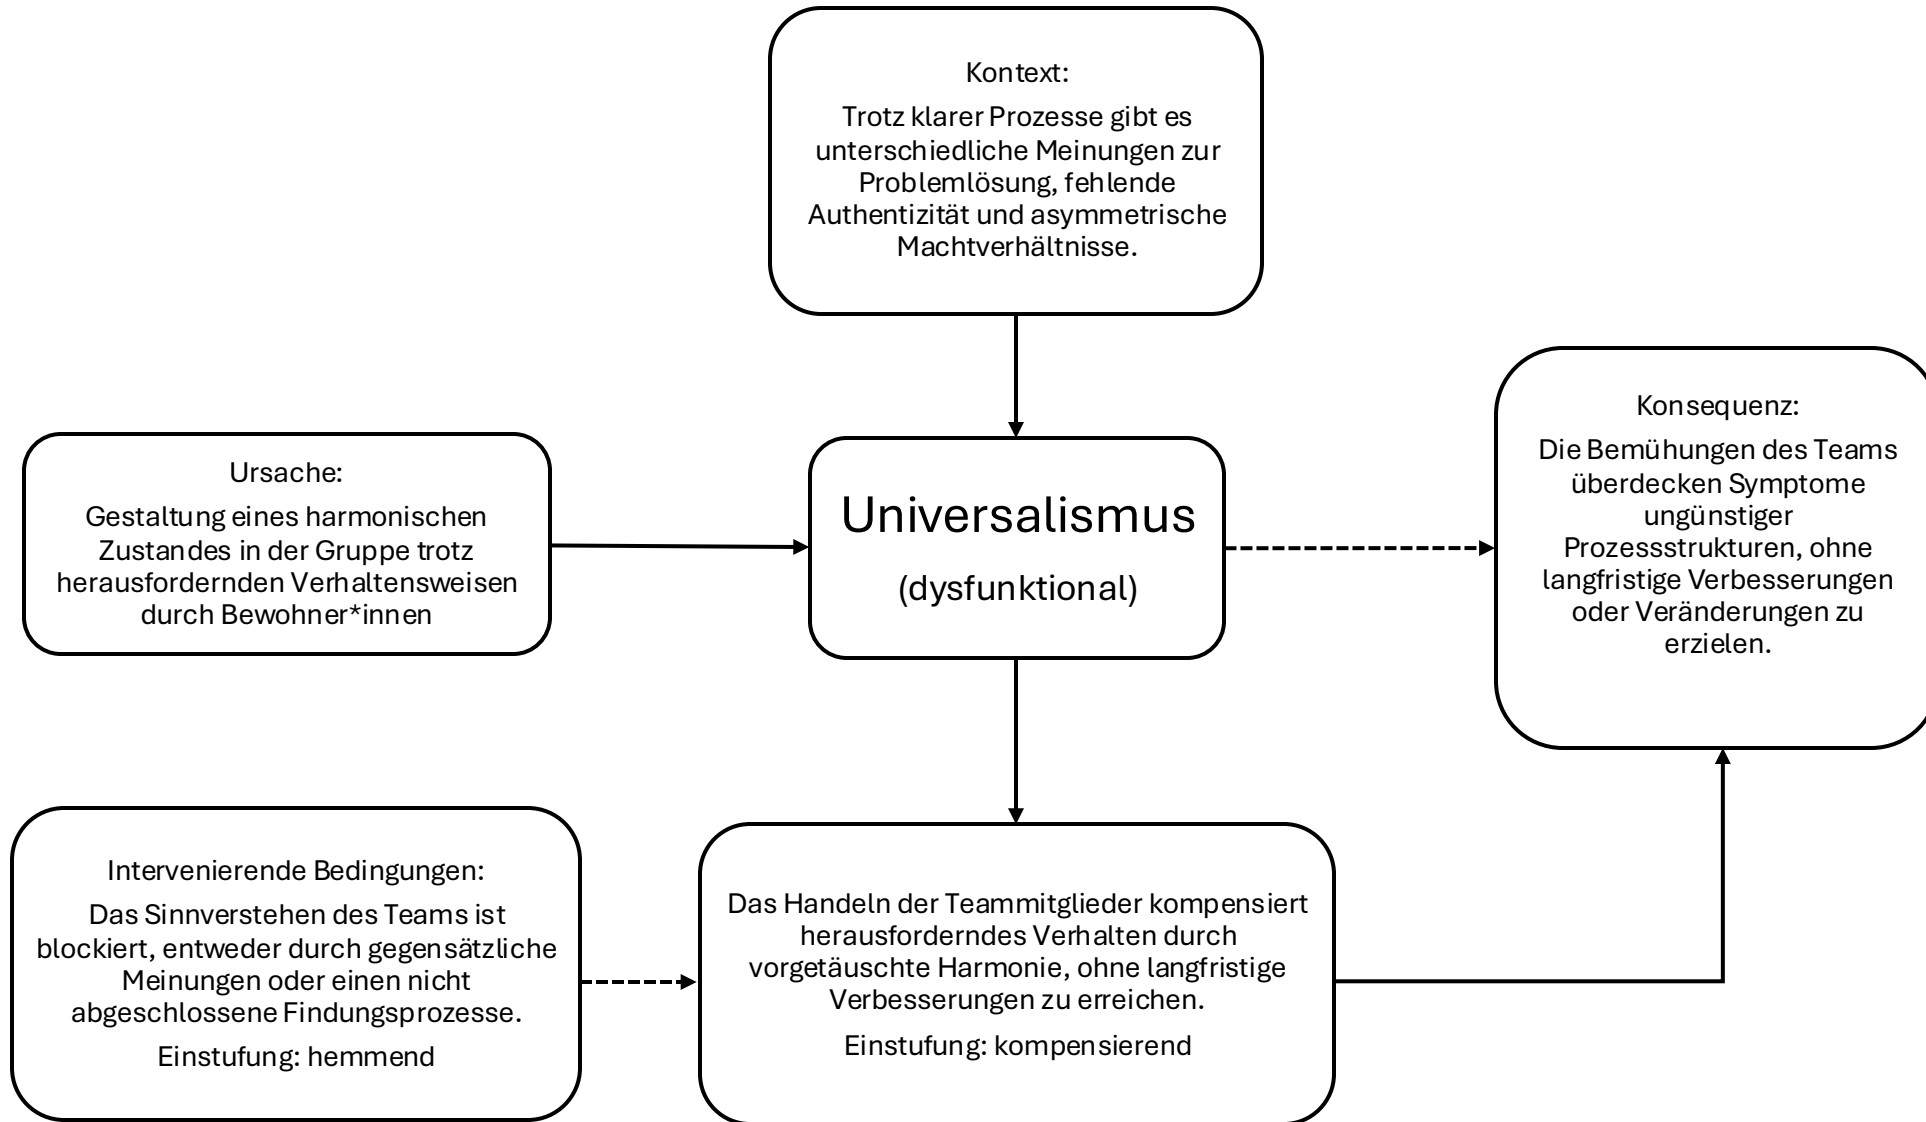 Kontext:
Trotz klarer Prozesse gibt es
unterschiedliche Meinungen zur
Problemlösung, fehlende
Authentizität und asymmetrische
Machtverhältnisse.
Ursache:
Gestaltung eines harmonischen
Zustandes in der Gruppe trotz
herausfordernden Verhaltensweisen
durch Bewohner*innen
Universalismus
(dysfunktional)
Konsequenz:
Die Bemühungen des Teams
überdecken Symptome
ungünstiger
Prozessstrukturen, ohne
langfristige Verbesserungen
oder Veränderungen zu
erzielen.
Intervenierende Bedingungen:
Das Sinnverstehen des Teams ist
blockiert, entweder durch gegensätzliche
Meinungen oder einen nicht
abgeschlossene Findungsprozesse.
Einstufung: hemmend
Das Handeln der Teammitglieder kompensiert
herausforderndes Verhalten durch
vorgetäuschte Harmonie, ohne langfristige
Verbesserungen zu erreichen.
Einstufung: kompensierend